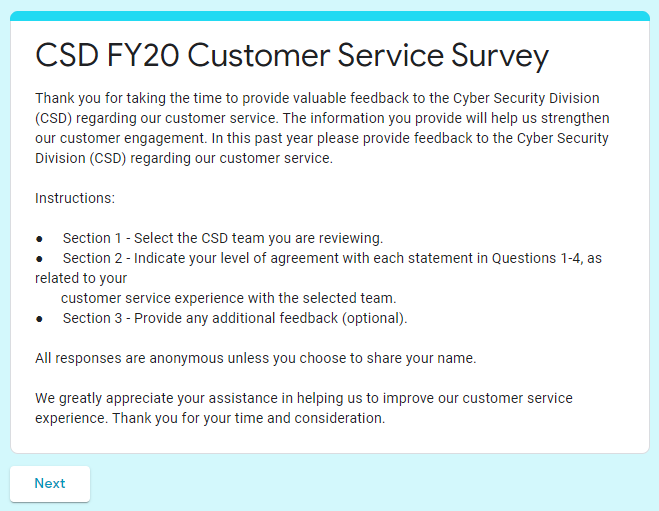 CSD FY20 Customer Service Survey
Thank you for taking the time to provide valuable feedback to the Cyber Security Division
(CSD) regarding our customer service. The information you provide will help us strengthen
our customer engagement. In this past year please provide feedback to the Cyber Security
Division (CSD) regarding our customer service.
Instructions:
● Section 1 - Select the CSD team you are reviewing.
● Section 2 - Indicate your level of agreement with each statement in Questions 1-4, as
related to your
customer service experience with the selected team.
● Section 3 - Provide any additional feedback (optional).
All responses are anonymous unless you choose to share your name.
We greatly appreciate your assistance in helping us to improve our customer service
experience. Thank you for your time and consideration.
Next